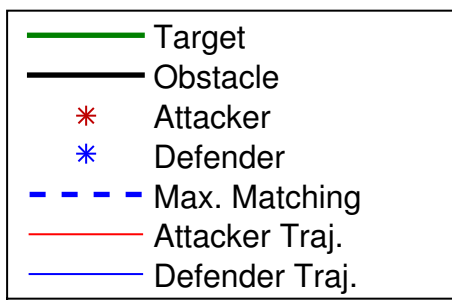 Target
Obstacle
Attacker
Defender
Max. Matching
Attacker Traj.
Defender Traj.